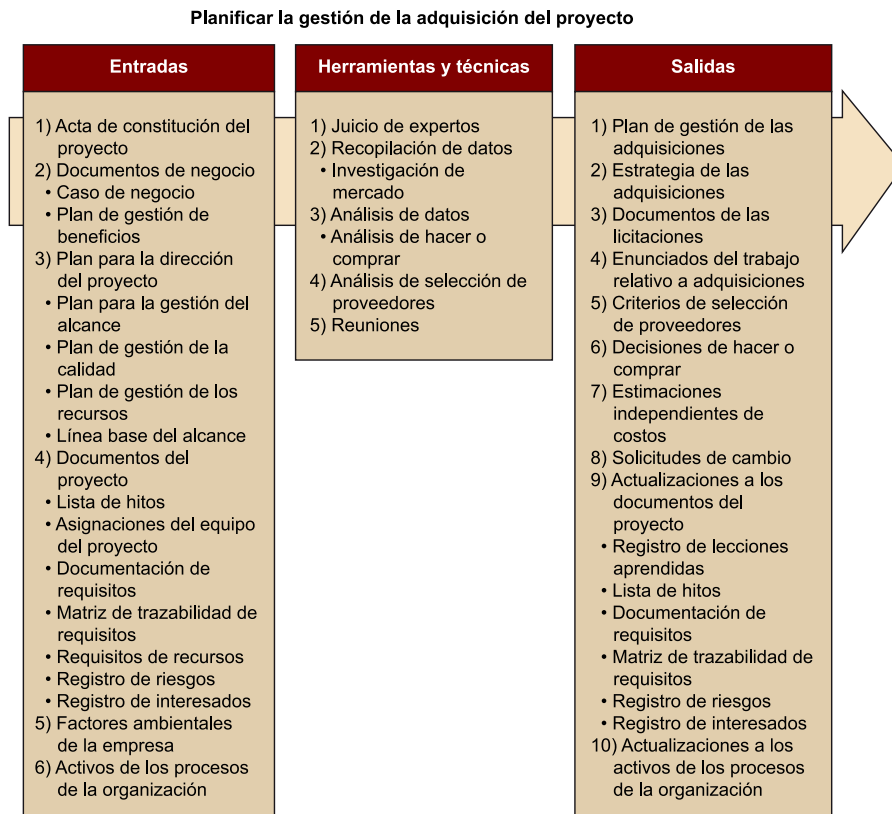 Planificar la gestión de la adquisición del proyecto
Entradas
1) Acta de constitución del
proyecto
2) Documentos de negocio
• Caso de negocio
• Plan de gestión de
beneficios
3) Plan para la dirección
del proyecto
• Plan para la gestión del
alcance
• Plan de gestión de la
calidad
• Plan de gestión de los
recursos
• Línea base del alcance
4) Documentos del
proyecto
• Lista de hitos
• Asignaciones del equipo
del proyecto
• Documentación de
requisitos
• Matriz de trazabilidad de
requisitos
• Requisitos de recursos
• Registro de riesgos
• Registro de interesados
5) Factores ambientales
de la empresa
6) Activos de los procesos
de la organización
Herramientas y técnicas
1) Juicio de expertos
2) Recopilación de datos
• Investigación de
mercado
3) Análisis de datos
• Análisis de hacer o
comprar
4) Análisis de selección de
proveedores
5) Reuniones
Salidas
1) Plan de gestión de las
adquisiciones
2) Estrategia de las
adquisiciones
3) Documentos de las
licitaciones
4) Enunciados del trabajo
relativo a adquisiciones
5) Criterios de selección
de proveedores
6) Decisiones de hacer o
comprar
7) Estimaciones
independientes de
costos
8) Solicitudes de cambio
9) Actualizaciones a los
documentos del
proyecto
• Registro de lecciones
aprendidas
• Lista de hitos
• Documentación de
requisitos
• Matriz de trazabilidad de
requisitos
• Registro de riesgos
• Registro de interesados
10) Actualizaciones a los
activos de los procesos
de la organización